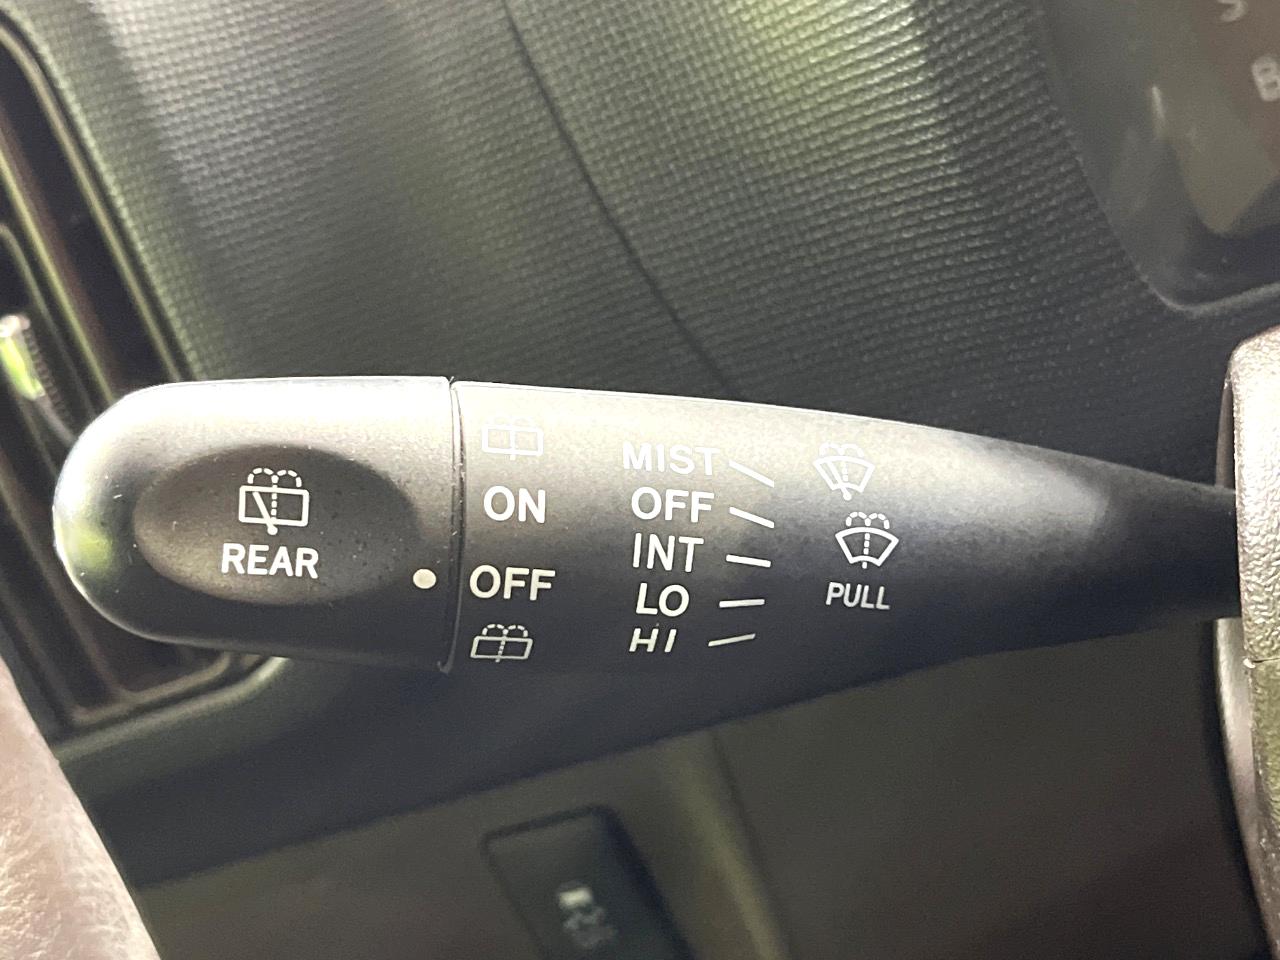 REAR
ON
OFF
MIST
OFF
INT
LO
HI
PULL